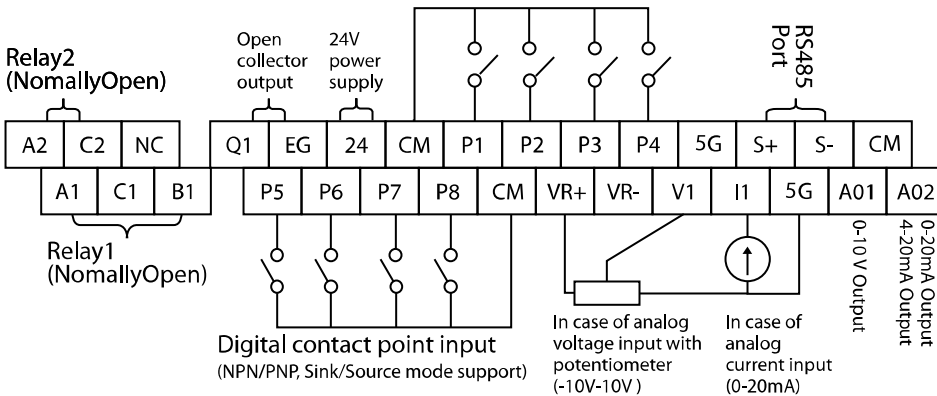 Relay2
(NomallyOpen)
Open
collector
output
24V
power
supply
RS485
Port
A2 C2 NC Q1 EG 24 CM P1 P2 P3 P4 5G S+ S- CM
A1 C1 B1 P5 P6 P7 P8 CM VR+ VR- V1 I1 5G A01 A02
Relay1
(NomallyOpen)
Digital contact point input
(NPN/PNP, Sink/Source mode support)
In case of analog
voltage input with
potentiometer
(-10V-10V )
In case of
analog
current input
(0-20mA)
0-10 V Output
0-20mA Output
4-20mA Output